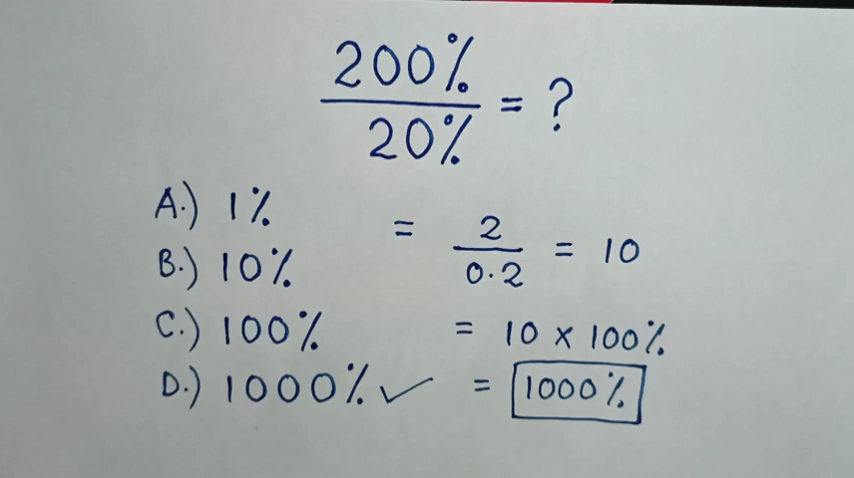 200%
/ 20% = ?
A.) 1%
B.) 10%
C.) 100%
D.) 1000% ✓
= 2/0.2 = 10
= 10 x 100%
= 1000%